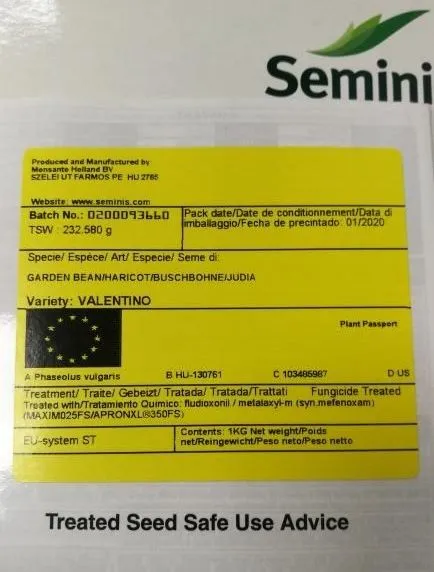 Semini
Produced and Manufactured by
Monsanto Holland BV
SZELEI UT FARMOS PE HU 2765
Website: www.seminis.com
Batch No.: 0200093660
TSW : 232.580 g
Pack date/Date de conditionnement/Data di
imballagio/Fecha de precintado: 01/2020
Specie/ Espéce/ Art/ Especie/ Seme di:
GARDEN BEAN/HARICOT/BUSCHBOHNE/JUDIA
Variety: VALENTINO
Plant Passport
A Phaseolus vulgaris B HU-130761 C 103485987 D US
Treatment/ Traite/ Gebeizt/ Tratada/ Tratada/Trattati Fungicide Treated
Treated with/Tratamiento Quimico: fludioxonil / metalaxyl-m (syn.mefenoxam)
(MAXIM025FS/APRONXL®350FS)
EU-system ST
Contents: 1KG Net weight/Poids
net/Reingewicht/Peso neto/Peso netto
Treated Seed Safe Use Advice